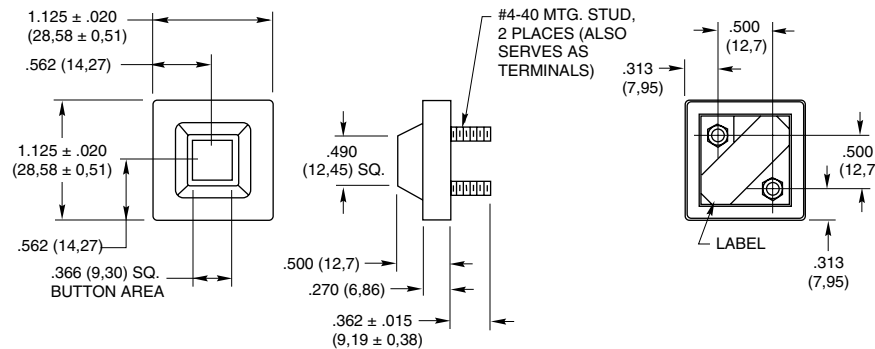 1.125 ± .020
(28,58 ± 0,51)
.562 (14,27)
1.125 ± .020
(28,58 ± 0,51)
.562 (14,27)
.366 (9,30) SQ.
BUTTON AREA
#4-40 MTG. STUD,
2 PLACES (ALSO
SERVES AS
TERMINALS)
.490
(12,45) SQ.
.500 (12,7)
.270 (6,86)
.362 ± .015
(9,19 ± 0,38)
.500
(12,7)
.313
(7,95)
.500
(12,7
LABEL
.313
(7,95)